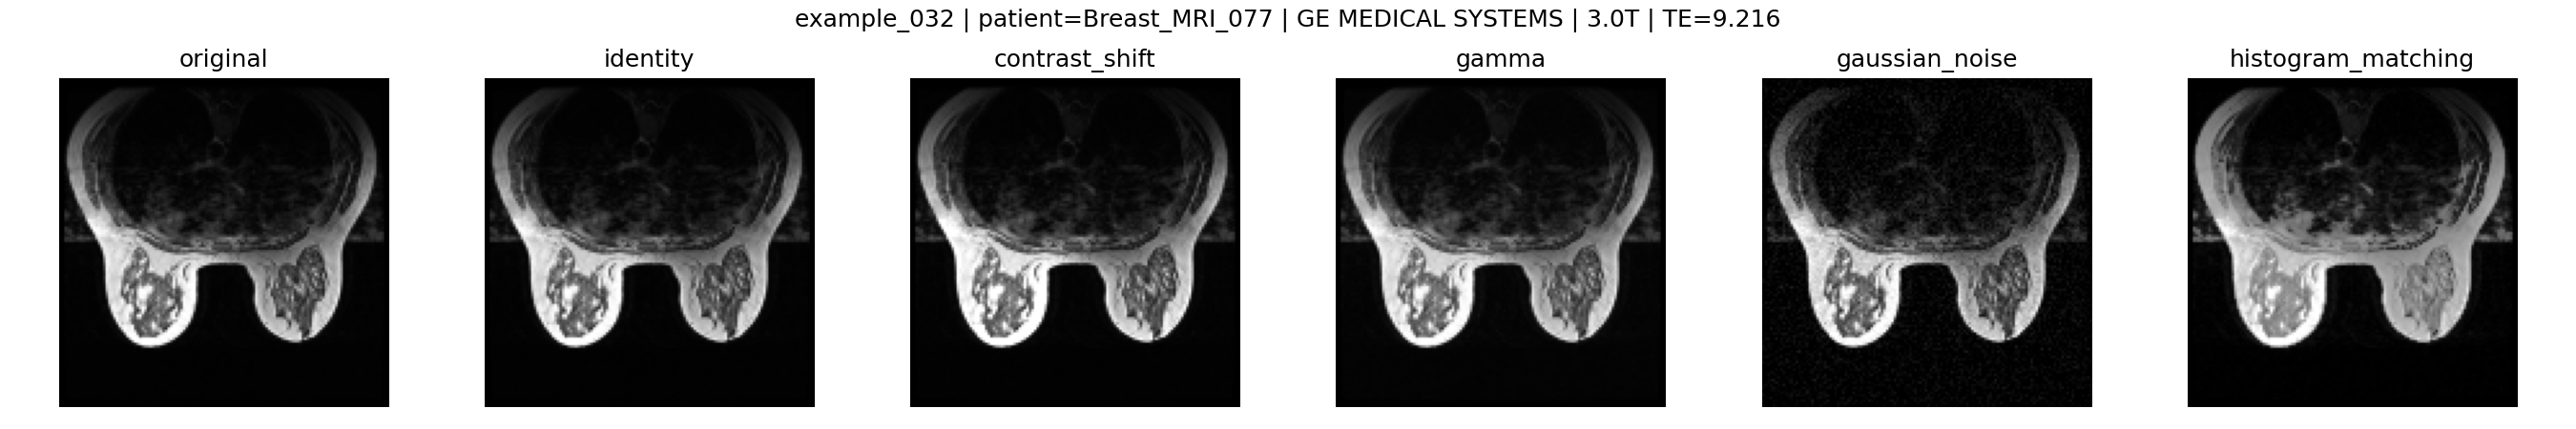 example_032 | patient=Breast_MRI_077 | GE MEDICAL SYSTEMS | 3.0T | TE=9.216
original
identity
contrast_shift
gamma
gaussian_noise
histogram_matching